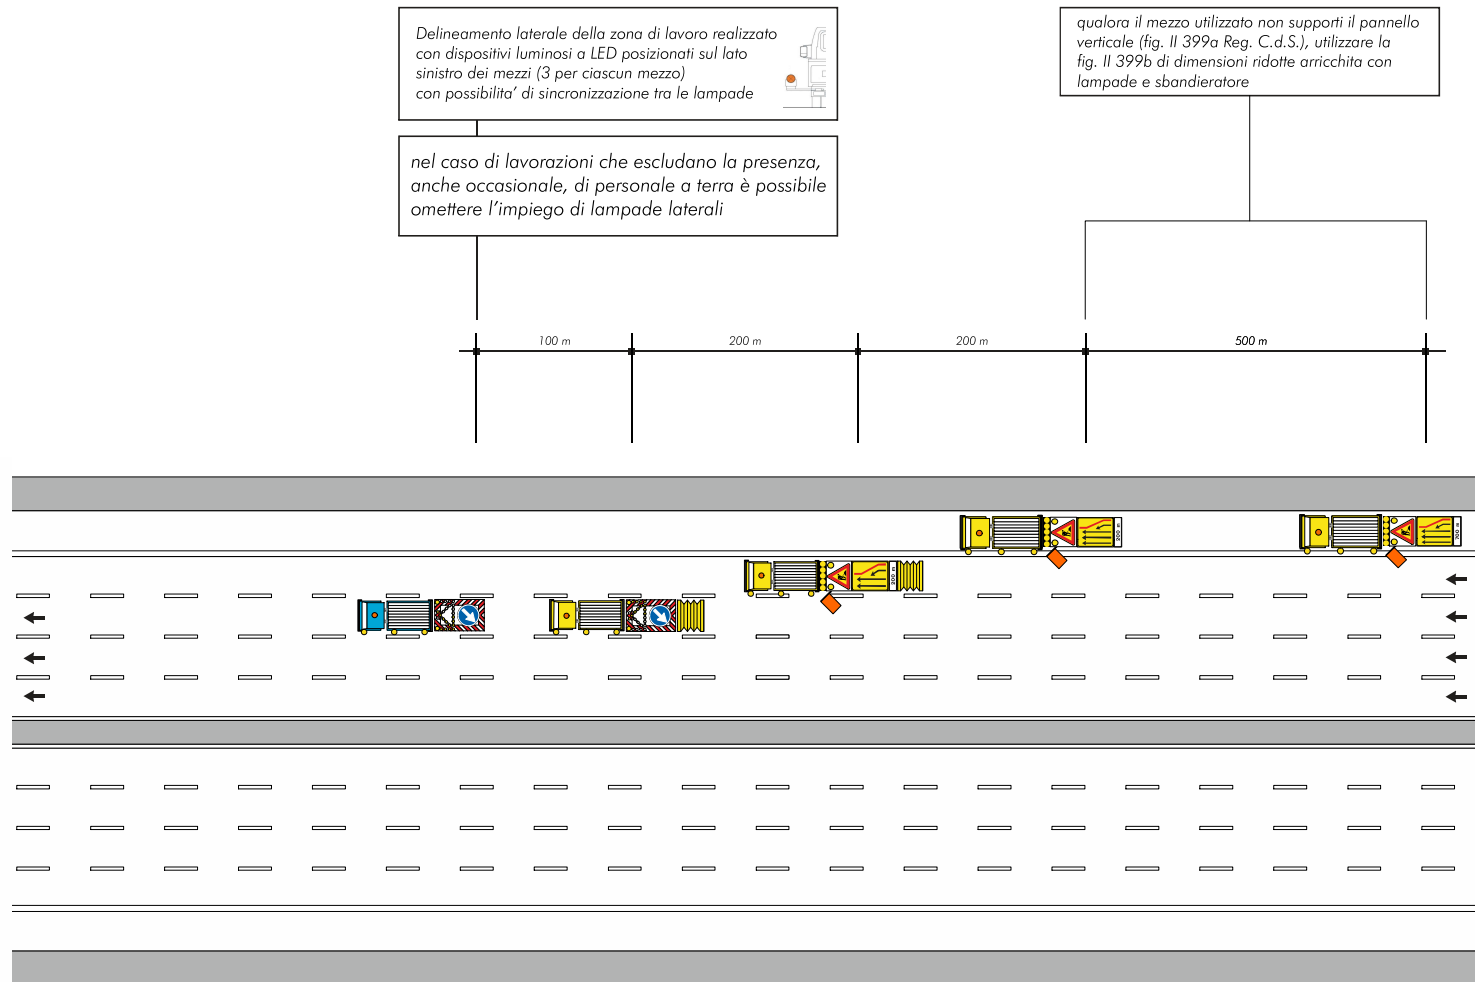 Delineamento laterale della zona di lavoro realizzato
con dispositivi luminosi a LED posizionati sul lato
sinistro dei mezzi (3 per ciascun mezzo)
con possibilita' di sincronizzazione tra le lampade
nel caso di lavorazioni che escludano la presenza,
anche occasionale, di personale a terra è possibile
omettere l'impiego di lampade laterali
qualora il mezzo utilizzato non supporti il pannello
verticale (fig. II 399a Reg. C.d.S.), utilizzare la
fig. II 399b di dimensioni ridotte arricchita con
lampade e sbandieratore
100 m
200 m
200 m
500 m
200 m
700 m
200 m